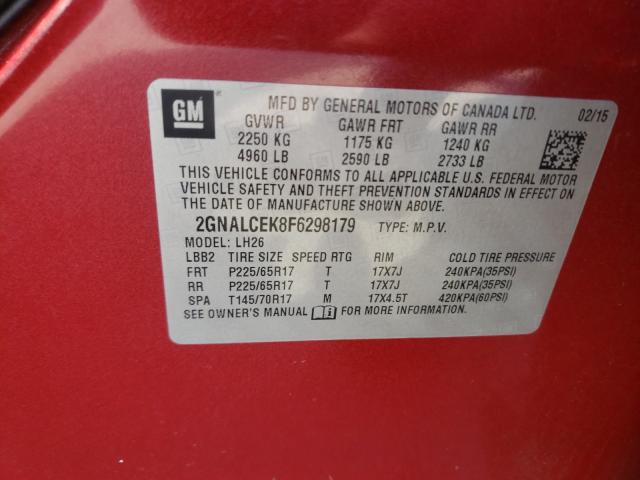 GM
MFD BY GENERAL MOTORS OF CANADA LTD. 02/15
GVWR GAWR FRT GAWR RR
2250 KG 1175 KG 1240 KG
4960 LB 2590 LB 2733 LB
THIS VEHICLE CONFORMS TO ALL APPLICABLE U.S. FEDERAL MOTOR
VEHICLE SAFETY AND THEFT PREVENTION STANDARDS IN EFFECT ON
THE DATE OF MANUFACTURE SHOWN ABOVE.
2GNALCEK8F6298179 TYPE: M.P.V.
MODEL: LH26
LBB2 TIRE SIZE SPEED RTG RIM COLD TIRE PRESSURE
FRT P225/65R17 T 17X7J 240KPA(35PSI)
RR P225/65R17 T 17X7J 240KPA(35PSI)
SPA T145/70R17 M 17X4.5T 420KPA(60PSI)
SEE OWNER'S MANUAL FOR MORE INFORMATION.